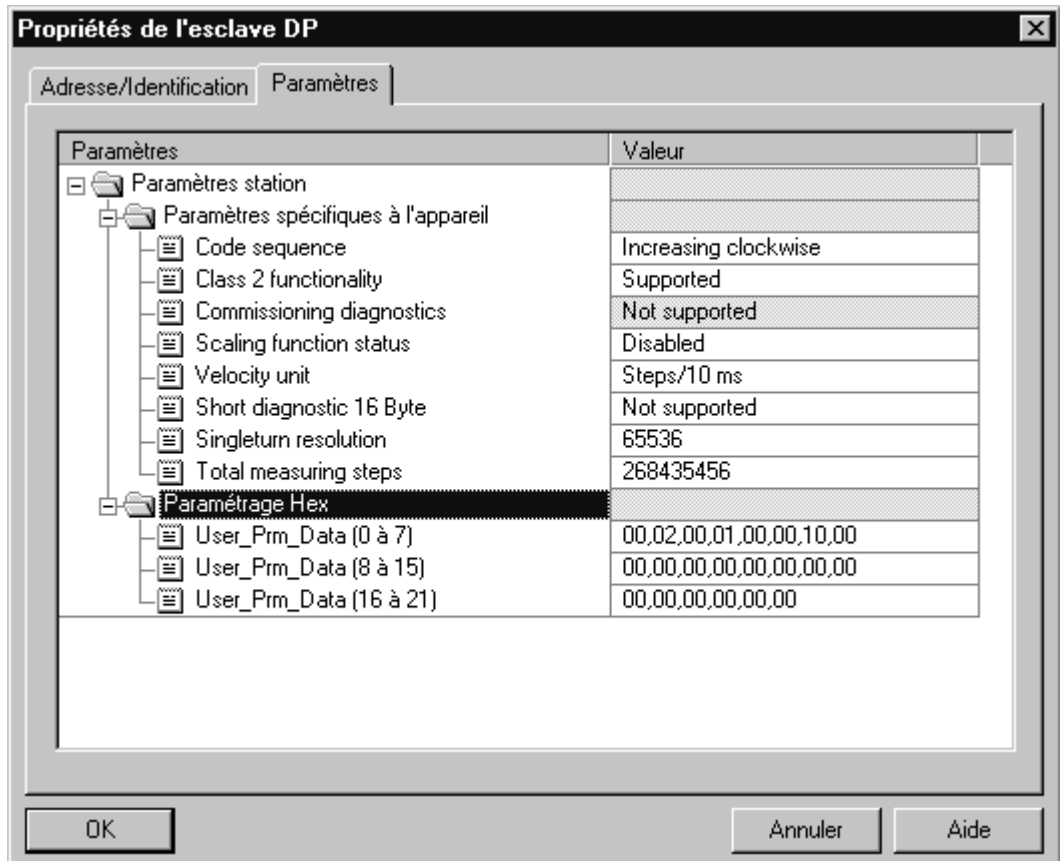 Propriétés de l'esclave DP
Adresse/Identification Paramètres
Paramètres Valeur
Paramètres station
Paramètres spécifiques à l'appareil
Code sequence Increasing clockwise
Class 2 functionality Supported
Commissioning diagnostics Not supported
Scaling function status Disabled
Velocity unit Steps/10 ms
Short diagnostic 16 Byte Not supported
Singleturn resolution 65536
Total measuring steps 268435456
Paramétrage Hex
User_Prm_Data (0 à 7) 00,02,00,01,00,00,10,00
User_Prm_Data (8 à 15) 00,00,00,00,00,00,00,00
User_Prm_Data (16 à 21) 00,00,00,00,00,00
OK Annuler Aide